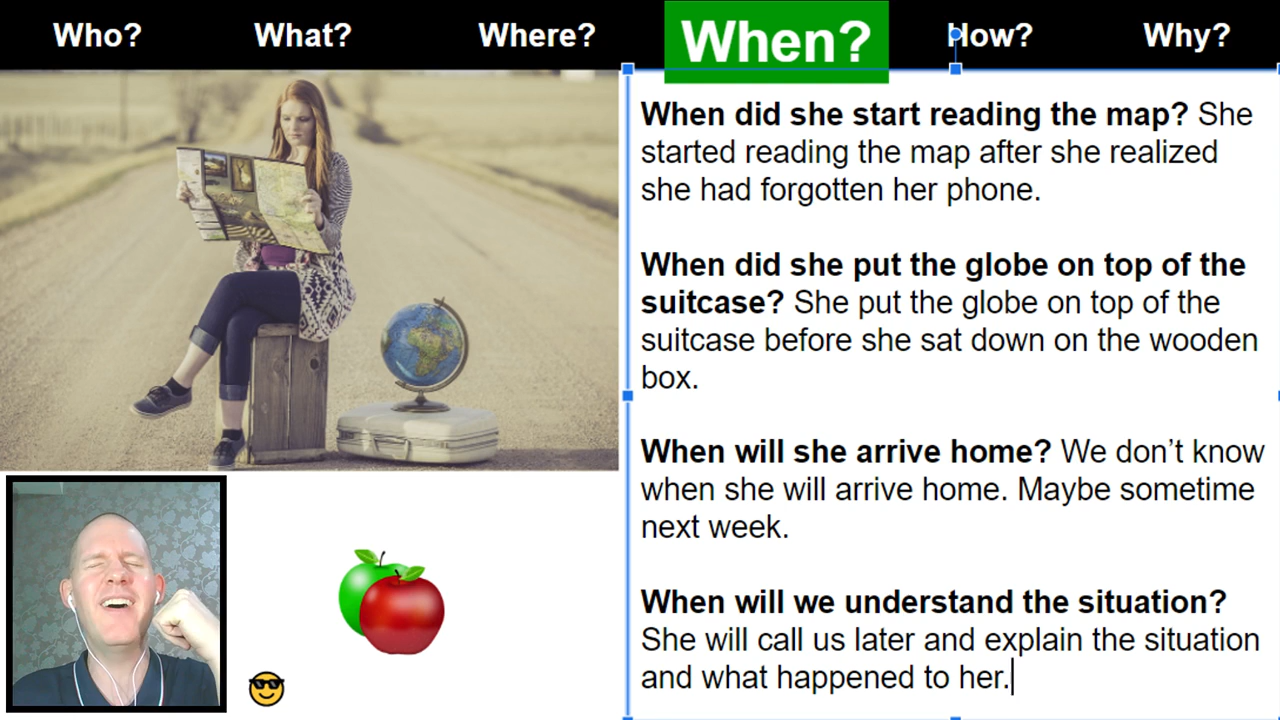 Who? What? Where? When? How? Why?
When did she start reading the map? She
started reading the map after she realized
she had forgotten her phone.
When did she put the globe on top of the
suitcase? She put the globe on top of the
suitcase before she sat down on the wooden
box.
When will she arrive home? We don’t know
when she will arrive home. Maybe sometime
next week.
When will we understand the situation?
She will call us later and explain the situation
and what happened to her.